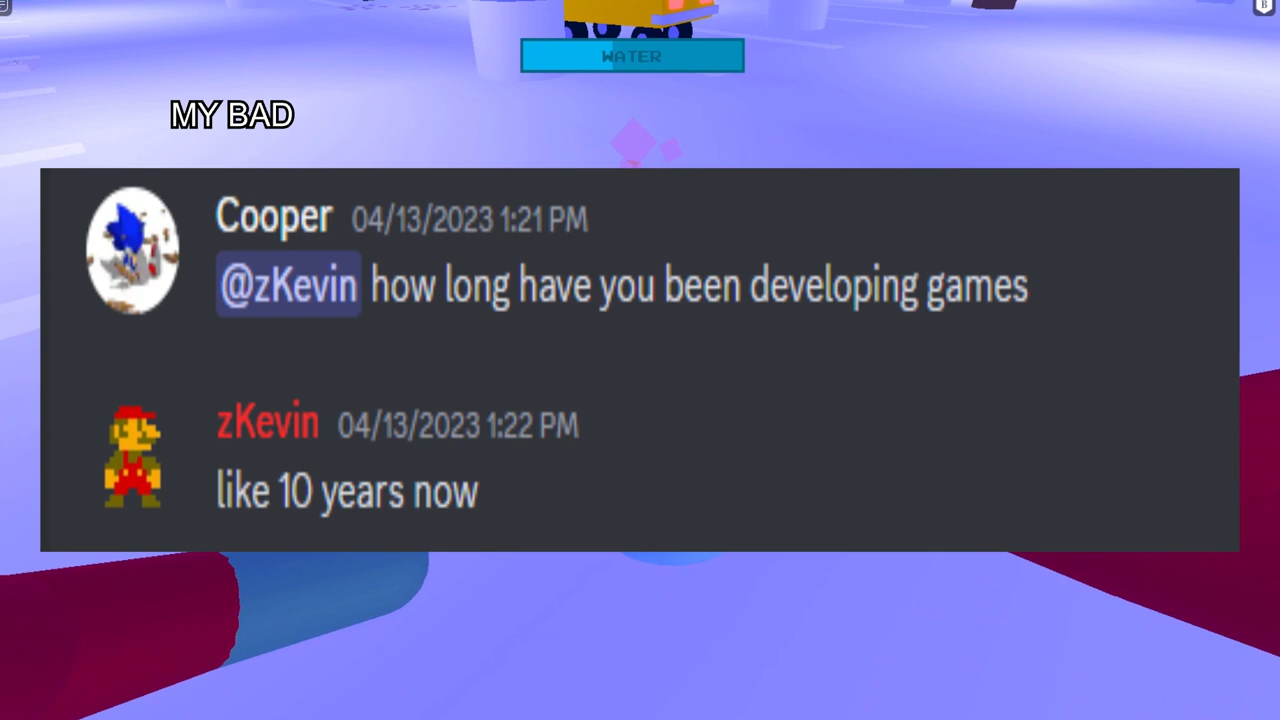 WATER
MY BAD
Cooper 04/13/2023 1:21 PM
@zKevin how long have you been developing games
zKevin 04/13/2023 1:22 PM
like 10 years now
B